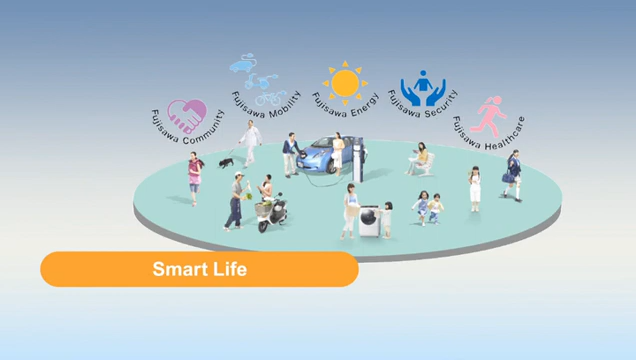 Fujisawa Community
Fujisawa Mobility
Fujisawa Energy
Fujisawa Security
Fujisawa Healthcare
Smart Life